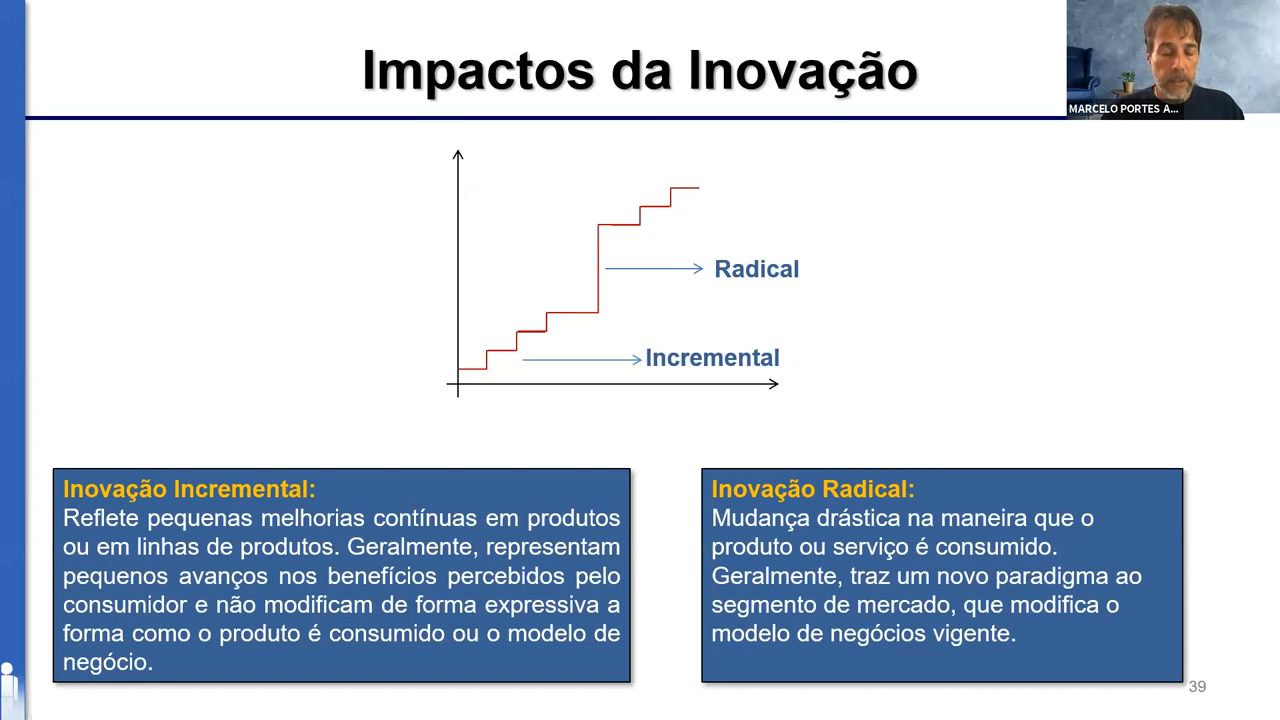 Impactos da Inovação
MARCELO PORTES A...
Radical
Incremental
Inovação Incremental:
Reflete pequenas melhorias contínuas em produtos
ou em linhas de produtos. Geralmente, representam
pequenos avanços nos benefícios percebidos pelo
consumidor e não modificam de forma expressiva a
forma como o produto é consumido ou o modelo de
negócio.
Inovação Radical:
Mudança drástica na maneira que o
produto ou serviço é consumido.
Geralmente, traz um novo paradigma ao
segmento de mercado, que modifica o
modelo de negócios vigente.
39